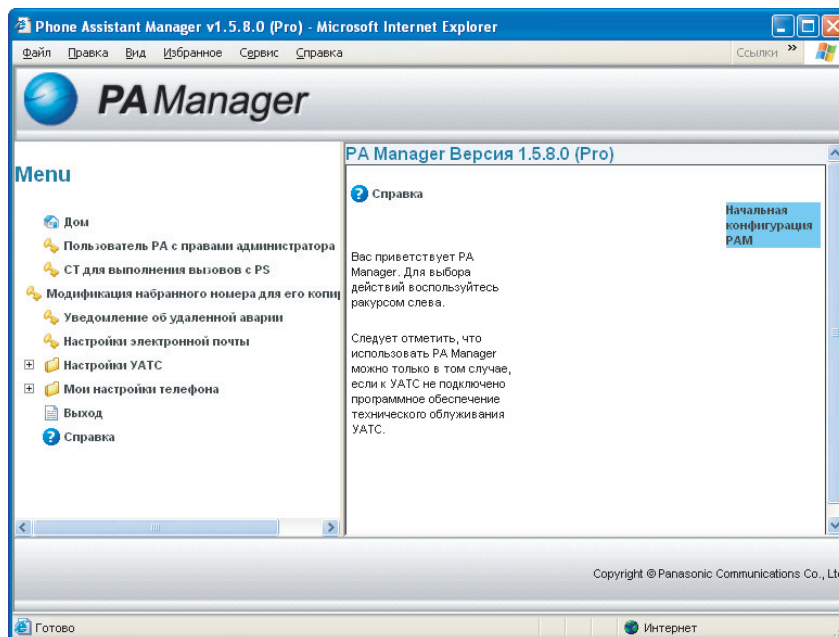 Phone Assistant Manager v1.5.8.0 (Pro) - Microsoft Internet Explorer
Файл Правка Вид Избранное Сервис Справка
Ссылки »
PA Manager
Menu
Дом
Пользователь PA с правами администратора
СТ для выполнения вызовов с PS
Модификация набранного номера для его копир
Уведомление об удаленной аварии
Настройки электронной почты
Настройки УАТС
Мои настройки телефона
Выход
Справка
PA Manager Версия 1.5.8.0 (Pro)
Справка
Начальная
конфигурация
PAM
Вас приветствует PA
Manager. Для выбора
действий воспользуйтесь
ракурсом слева.
Следует отметить, что
использовать PA Manager
можно только в том случае,
если к УАТС не подключено
программное обеспечение
технического облуживания
УАТС.
Copyright © Panasonic Communications Co., Lt
Готово
Интернет